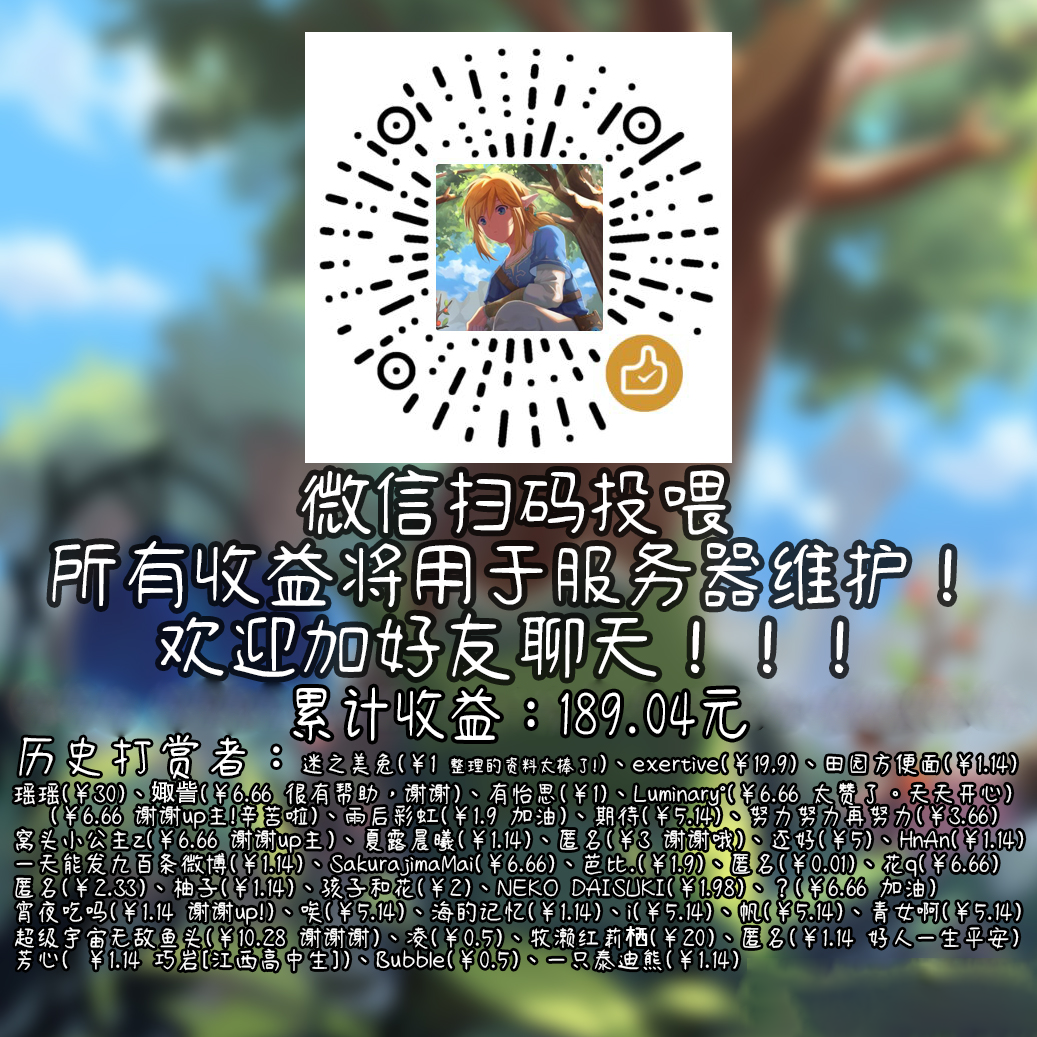 微信扫码投喂
所有收益将用于服务器维护！
欢迎加好友聊天！！！
累计收益：189.04元
历史打赏者：迷之美兔(￥1 整理的资料太棒了!)、exertive(￥19.9)、田园方便面(￥1.14)
瑶瑶(￥30)、娵訾(￥6.66 很有帮助，谢谢)、有怡思(￥1)、Luminary°(￥6.66 太赞了。天天开心)
(￥6.66 谢谢up主!辛苦啦)、雨后彩虹(￥1.9 加油)、期待(￥5.14)、努力努力再努力(￥3.66)
窝头小公主z(￥6.66 谢谢up主)、夏露晨曦(￥1.14)、匿名(￥3 谢谢哦)、还好(￥5)、HnAn(￥1.14)
一天能发九百条微博(￥1.14)、SakurajimaMai(￥6.66)、芭比.(￥1.9)、匿名(￥0.01)、花q(￥6.66)
匿名(￥2.33)、柚子(￥1.14)、孩子和花(￥2)、NEKO DAISUKI(￥1.98)、？(￥6.66 加油)
宵夜吃吗(￥1.14 谢谢up!)、唉(￥5.14)、海的记忆(￥1.14)、i(￥5.14)、帆(￥5.14)、青女啊(￥5.14)
超级宇宙无敌鱼头(￥10.28 谢谢谢)、凌(￥0.5)、牧濑红莉栖(￥20)、匿名(￥1.14 好人一生平安)
芳心( ￥1.14 巧岩[江西高中生])、Bubble(￥0.5)、一只泰迪熊(￥1.14)